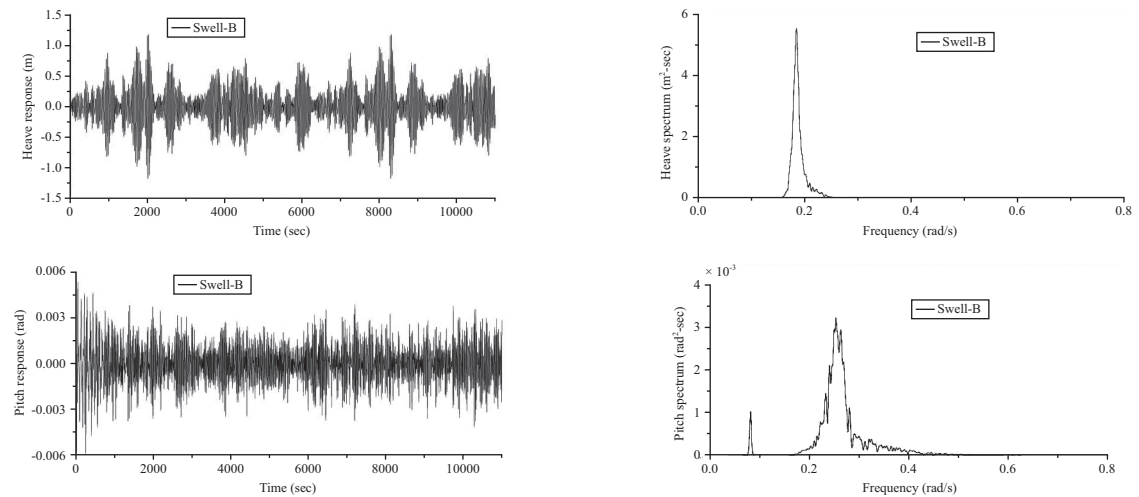 Swell-B
Heave response (m)
1.5
1.0
0.5
0.0
-0.5
-1.0
-1.5
0 2000 4000 6000 8000 10000
Time (sec)
Swell-B
Heave spectrum (m²-sec)
6
4
2
0
0.0 0.2 0.4 0.6 0.8
Frequency (rad/s)
Swell-B
Pitch response (rad)
0.006
0.003
0.000
-0.003
-0.006
0 2000 4000 6000 8000 10000
Time (sec)
× 10⁻³
Swell-B
Pitch spectrum (rad²-sec)
4
3
2
1
0
0.0 0.2 0.4 0.6 0.8
Frequency (rad/s)